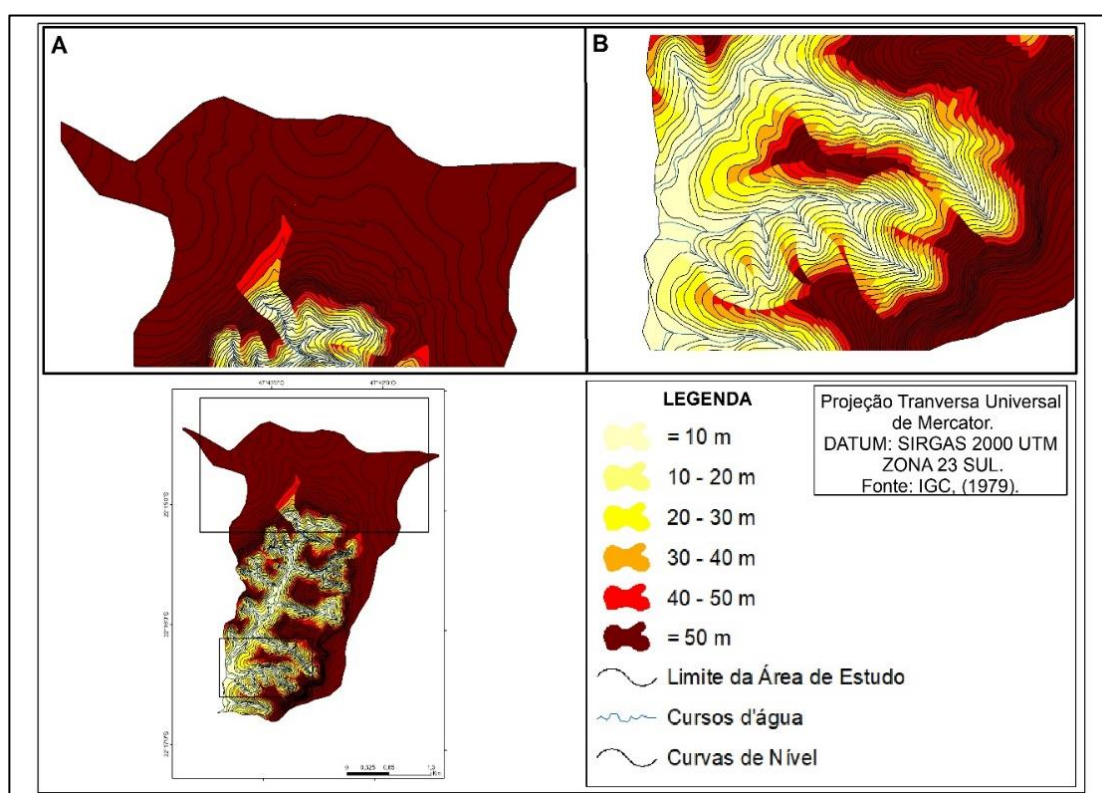 A
B
LEGENDA
= 10 m
10 - 20 m
20 - 30 m
30 - 40 m
40 - 50 m
= 50 m
Limite da Área de Estudo
Cursos d'água
Curvas de Nível
Projeção Tranversa Universal
de Mercator.
DATUM: SIRGAS 2000 UTM
ZONA 23 SUL.
Fonte: IGC, (1979).